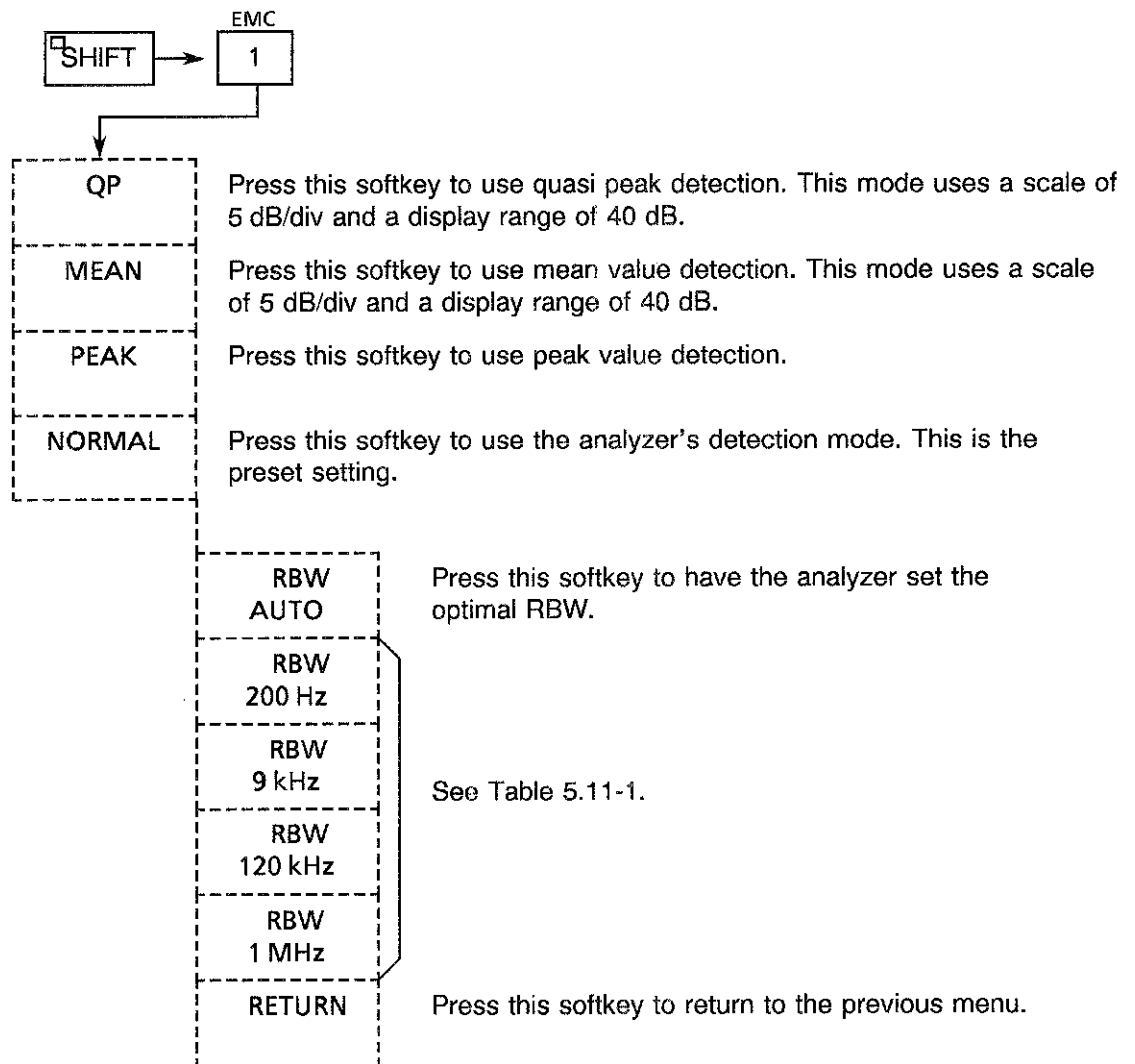 EMC
SHIFT
1
QP
Press this softkey to use quasi peak detection. This mode uses a scale of
5 dB/div and a display range of 40 dB.
MEAN
Press this softkey to use mean value detection. This mode uses a scale
of 5 dB/div and a display range of 40 dB.
PEAK
Press this softkey to use peak value detection.
NORMAL
Press this softkey to use the analyzer's detection mode. This is the
preset setting.
RBW
AUTO
Press this softkey to have the analyzer set the
optimal RBW.
RBW
200 Hz
RBW
9 kHz
See Table 5.11-1.
RBW
120 kHz
RBW
1 MHz
RETURN
Press this softkey to return to the previous menu.